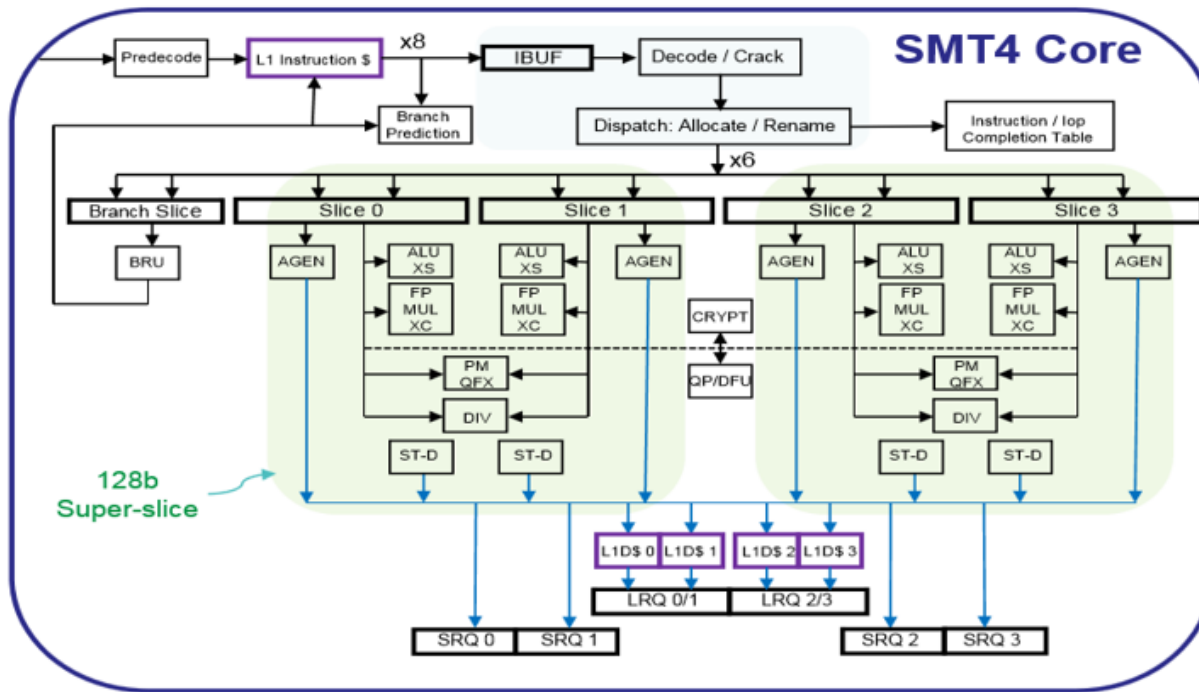 SMT4 Core
Predecode
L1 Instruction $
x8
IBUF
Decode / Crack
Branch
Prediction
Dispatch: Allocate / Rename
Instruction / Iop
Completion Table
x6
Branch Slice
Slice 0
Slice 1
Slice 2
Slice 3
BRU
AGEN
ALU
XS
ALU
XS
AGEN
AGEN
ALU
XS
ALU
XS
AGEN
FP
MUL
XC
FP
MUL
XC
CRYPT
FP
MUL
XC
FP
MUL
XC
PM
QFX
QP/DFU
PM
QFX
DIV
DIV
ST-D
ST-D
ST-D
ST-D
128b
Super-slice
L1D$ 0
L1D$ 1
L1D$ 2
L1D$ 3
LRQ 0/1
LRQ 2/3
SRQ 0
SRQ 1
SRQ 2
SRQ 3